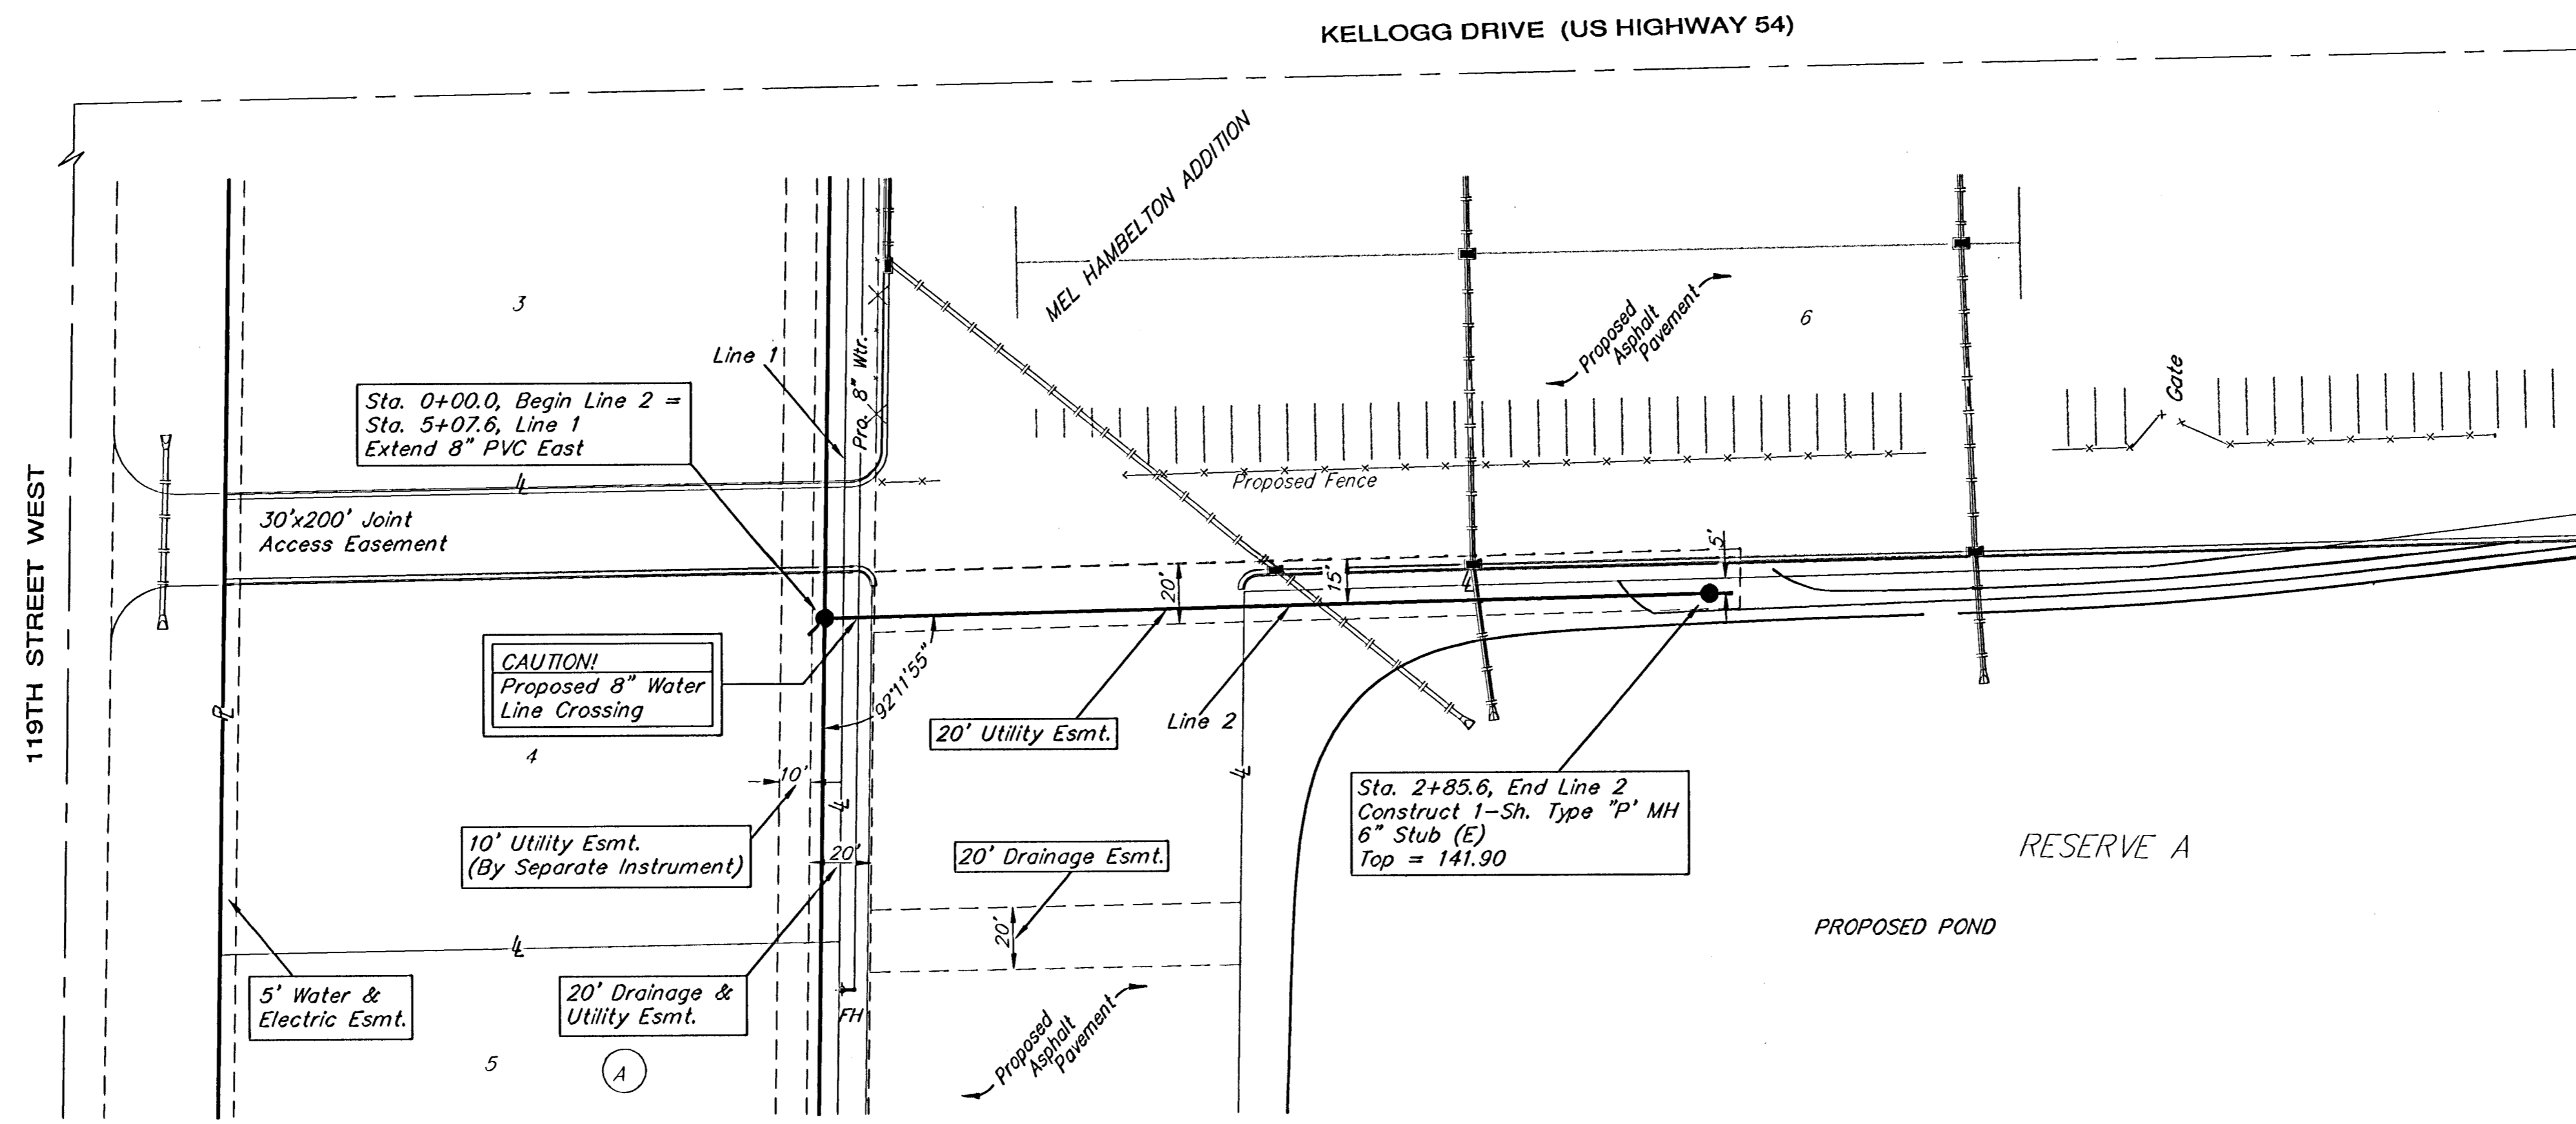 KELLOGG DRIVE (US HIGHWAY 54)
MEL HAMBELTON ADDITION
3
Line 1
Pro. 8" Wtr.
Proposed
Asphalt
Pavement
6
Gate
Sta. 0+00.0, Begin Line 2 =
Sta. 5+07.6, Line 1
Extend 8" PVC East
Proposed Fence
119TH STREET WEST
30'x200' Joint
Access Easement
20'
15'
5'
CAUTION!
Proposed 8" Water
Line Crossing
92°11'55"
20' Utility Esmt.
Line 2
4
10'
Sta. 2+85.6, End Line 2
Construct 1-Sh. Type "P' MH
6" Stub (E)
Top = 141.90
10' Utility Esmt.
(By Separate Instrument)
20'
20' Drainage Esmt.
RESERVE A
20'
PROPOSED POND
5' Water &
Electric Esmt.
20' Drainage &
Utility Esmt.
FH
Proposed
Asphalt
Pavement
5
A